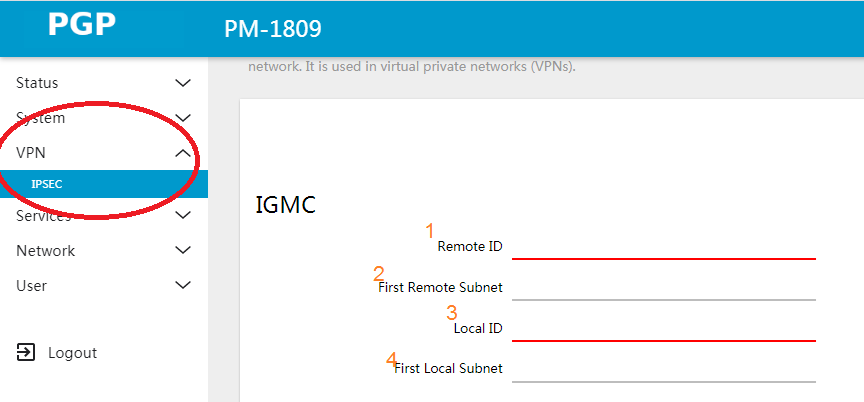 PGP
PM-1809
network. It is used in virtual private networks (VPNs).
Status
System
VPN
IPSEC
Services
Network
User
Logout
IGMC
1
Remote ID
2
First Remote Subnet
3
Local ID
4
First Local Subnet